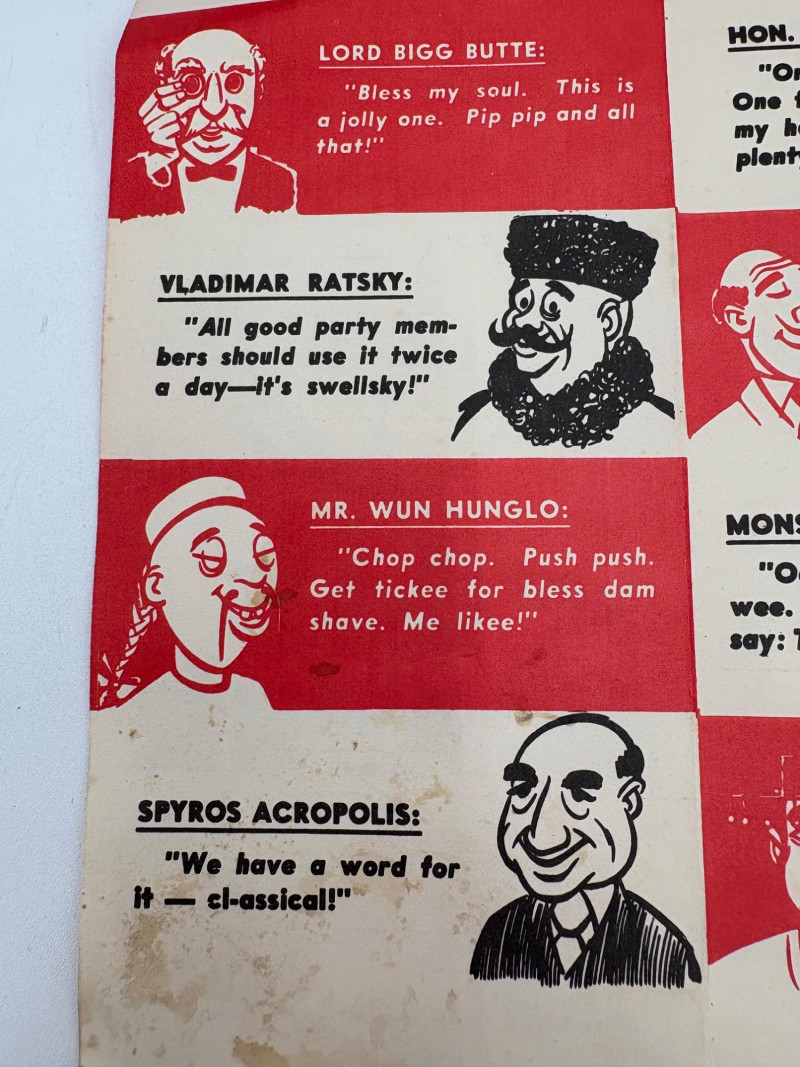 LORD BIGG BUTTE:
"Bless my soul. This is
a jolly one. Pip pip and all
that!"
VLADIMAR RATSKY:
"All good party mem-
bers should use it twice
a day—it's swellsky!"
MR. WUN HUNGLO:
"Chop chop. Push push.
Get tickee for bless dam
shave. Me likee!"
SPYROS ACROPOLIS:
"We have a word for
it — cl-assical!"
HON.
One
my
plenty
MONS
wee.
say: